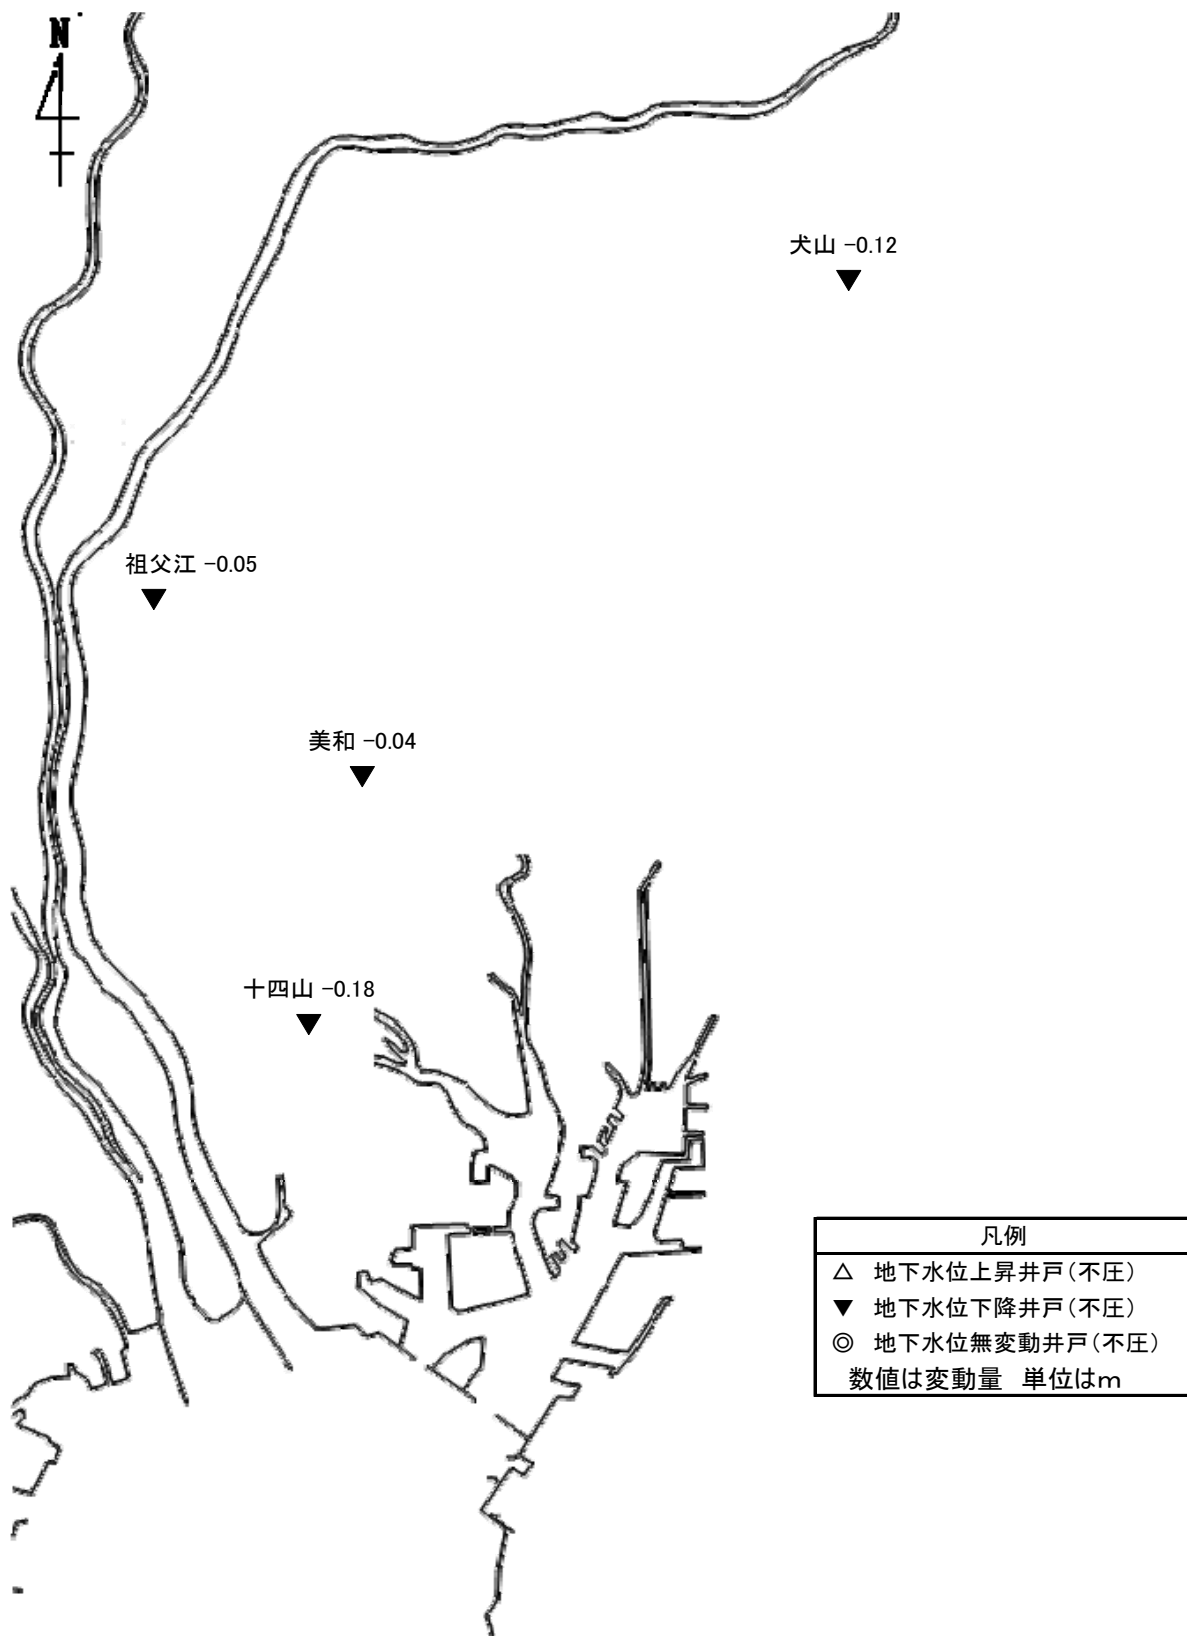 N
犬山 -0.12
祖父江 -0.05
美和 -0.04
十四山 -0.18
凡例
△ 地下水位上昇井戸(不圧)
▼ 地下水位下降井戸(不圧)
◎ 地下水位無変動井戸(不圧)
数値は変動量 単位はm